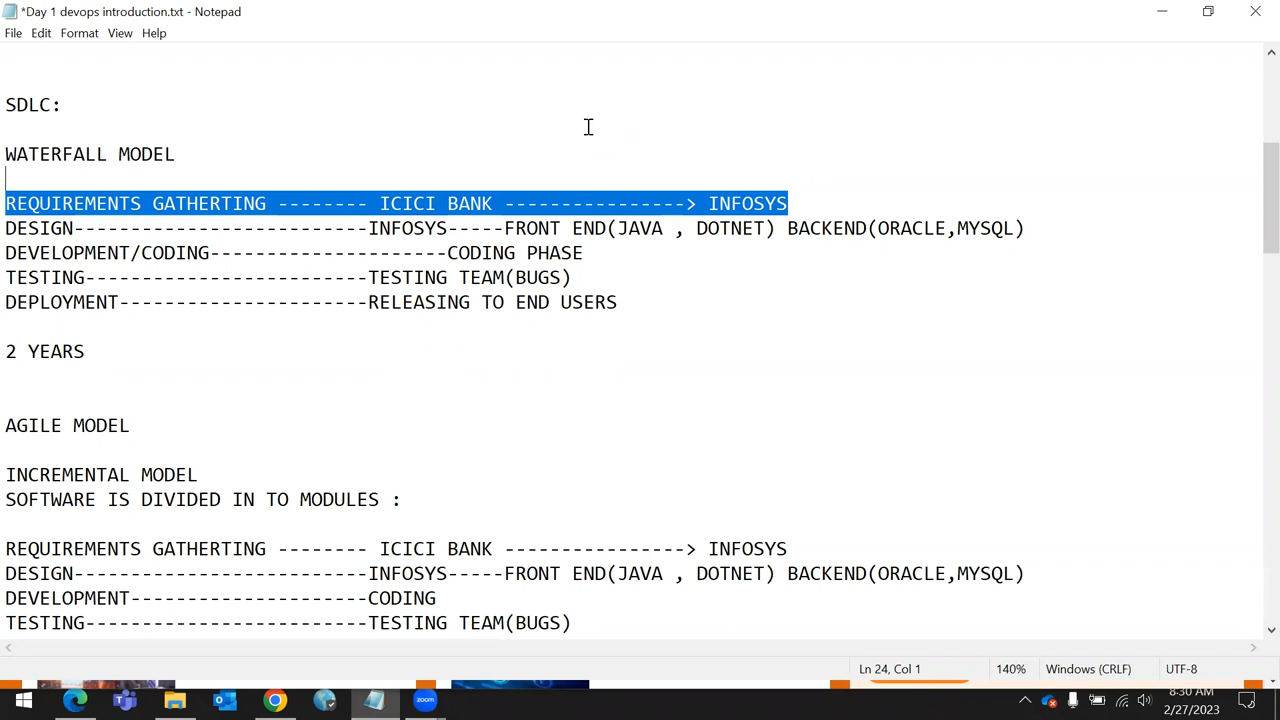 *Day 1 devops introduction.txt - Notepad
File Edit Format View Help
SDLC:
WATERFALL MODEL
REQUIREMENTS GATHERTING -------- ICICI BANK ----------------> INFOSYS
DESIGN--------------------------INFOSYS-----FRONT END(JAVA , DOTNET) BACKEND(ORACLE,MYSQL)
DEVELOPMENT/CODING---------------------CODING PHASE
TESTING-------------------------TESTING TEAM(BUGS)
DEPLOYMENT----------------------RELEASING TO END USERS
2 YEARS
AGILE MODEL
INCREMENTAL MODEL
SOFTWARE IS DIVIDED IN TO MODULES :
REQUIREMENTS GATHERTING -------- ICICI BANK ----------------> INFOSYS
DESIGN--------------------------INFOSYS-----FRONT END(JAVA , DOTNET) BACKEND(ORACLE,MYSQL)
DEVELOPMENT---------------------CODING
TESTING-------------------------TESTING TEAM(BUGS)
Ln 24, Col 1 140% Windows (CRLF) UTF-8
zoom
8:30 AM
2/27/2023